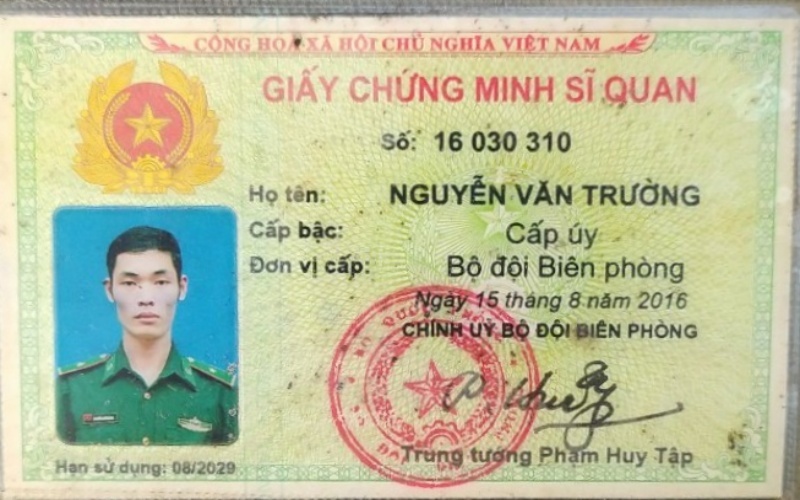 CỘNG HOÀ XÃ HỘI CHỦ NGHĨA VIỆT NAM
GIẤY CHỨNG MINH SĨ QUAN
Số: 16 030 310
Họ tên: NGUYỄN VĂN TRƯỜNG
Cấp bậc: Cấp úy
Đơn vị cấp: Bộ đội Biên phòng
Ngày 15 tháng 8 năm 2016
CHÍNH UỶ BỘ ĐỘI BIÊN PHÒNG
Trung tướng Phạm Huy Tập
Hạn sử dụng: 08/2029